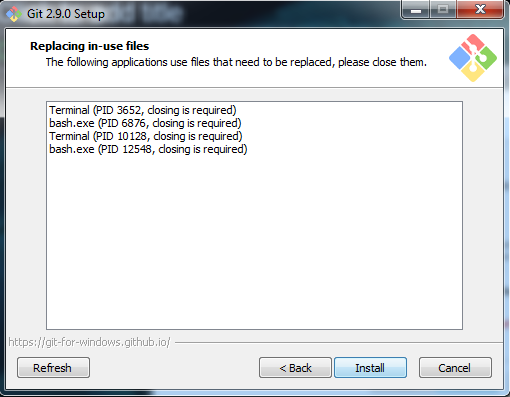 Git 2.9.0 Setup
Replacing in-use files
The following applications use files that need to be replaced, please close them.
Terminal (PID 3652, closing is required)
bash.exe (PID 6876, closing is required)
Terminal (PID 10128, closing is required)
bash.exe (PID 12548, closing is required)
https://git-for-windows.github.io/
Refresh
< Back
Install
Cancel